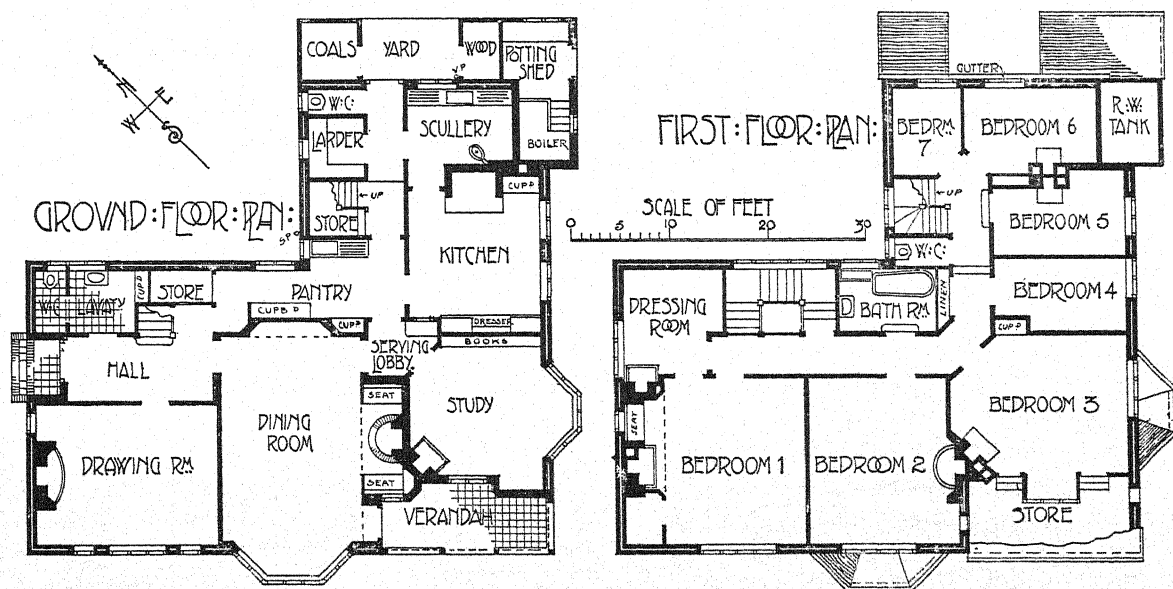 COALS
YARD
WOOD
POTTING
SHED
V.P
W·C:
LARDER
SCULLERY
BOILER
UP
STORE
CUPD
KITCHEN
N
E
W
S
GROVND:FLOOR:PLAN:
S.P
W.C
LAVATY
CUPD
STORE
PANTRY
CUPBD
CUPD
DRESSER
BOOKS
SERVING
LOBBY.
HALL
SEAT
STUDY
DINING
ROOM
DRAWING RM.
SEAT
VERANDAH
FIRST:FLOOR:PLAN:
GUTTER
BEDRM.
7
BEDROOM 6
R.W.
TANK
SCALE OF FEET
0 5 10 20 30
UP
BEDROOM 5
W.C:
BEDROOM 4
LINEN
BATH RM.
DRESSING
ROOM
CUPD
BEDROOM 3
SEAT
BEDROOM 1
BEDROOM 2
STORE